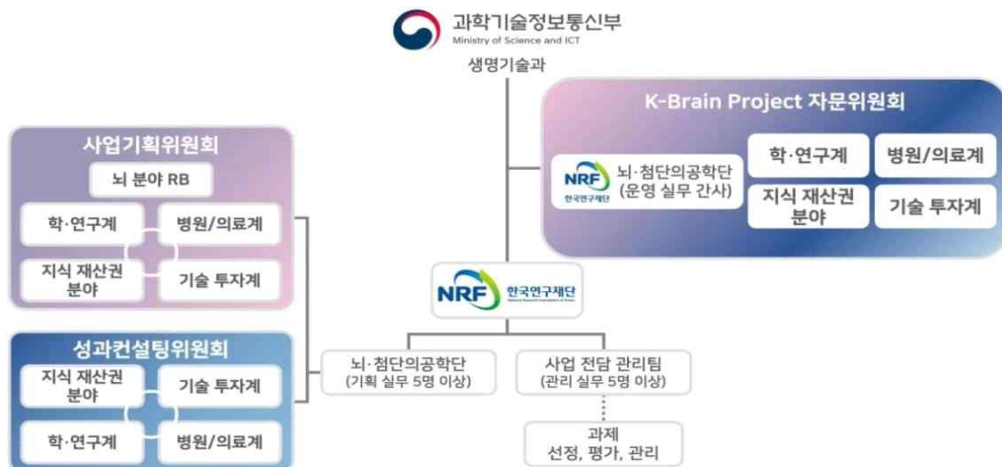 과학기술정보통신부
Ministry of Science and ICT
생명기술과
K-Brain Project 자문위원회
NRF
한국연구재단
뇌·첨단의공학단
(운영 실무 간사)
학·연구계
병원/의료계
지식 재산권
분야
기술 투자계
사업기획위원회
뇌 분야 RB
학·연구계
병원/의료계
지식 재산권
분야
기술 투자계
NRF 한국연구재단
성과컨설팅위원회
지식 재산권
분야
기술 투자계
학·연구계
병원/의료계
뇌·첨단의공학단
(기획 실무 5명 이상)
사업 전담 관리팀
(관리 실무 5명 이상)
과제
선정, 평가, 관리